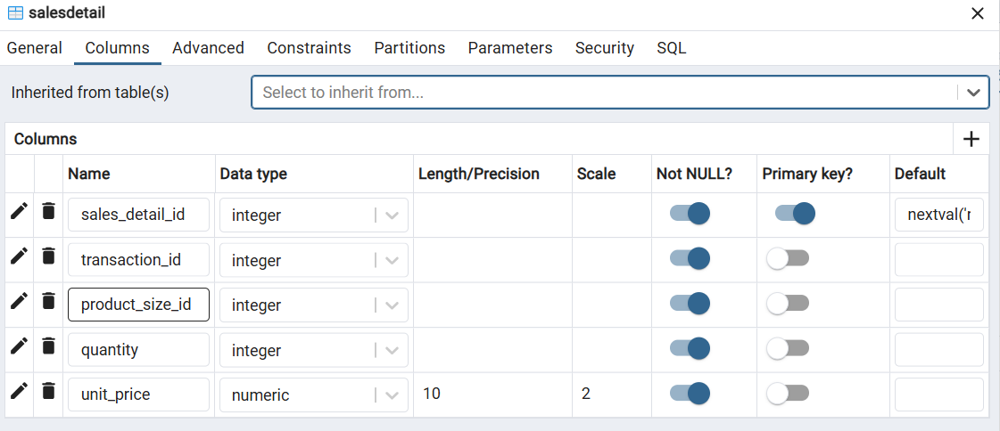 salesdetail
General Columns Advanced Constraints Partitions Parameters Security SQL
Inherited from table(s) Select to inherit from...
Columns
Name Data type Length/Precision Scale Not NULL? Primary key? Default
sales_detail_id integer nextval('r
transaction_id integer
product_size_id integer
quantity integer
unit_price numeric 10 2